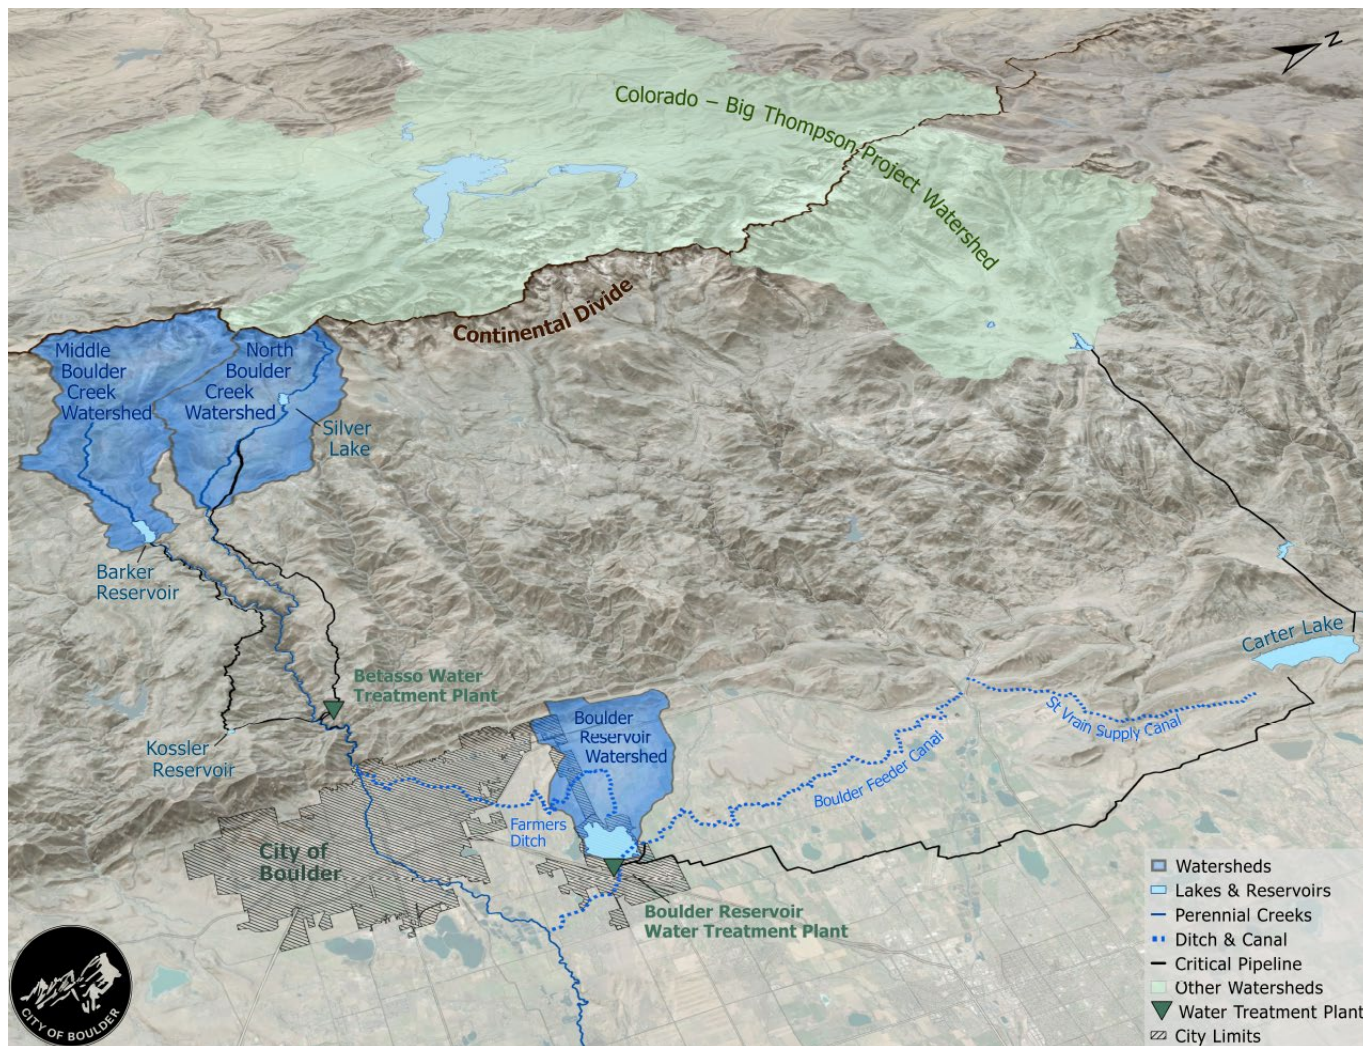 N
Colorado – Big Thompson Project Watershed
Continental Divide
Middle
Boulder
Creek
Watershed
North
Boulder
Creek
Watershed
Silver
Lake
Barker
Reservoir
Carter Lake
Betasso Water
Treatment Plant
St Vrain Supply Canal
Boulder
Reservoir
Watershed
Kossler
Reservoir
Boulder Feeder Canal
Farmers
Ditch
City of
Boulder
Boulder Reservoir
Water Treatment Plant
Watersheds
Lakes & Reservoirs
Perennial Creeks
Ditch & Canal
Critical Pipeline
Other Watersheds
Water Treatment Plant
City Limits
CITY OF BOULDER